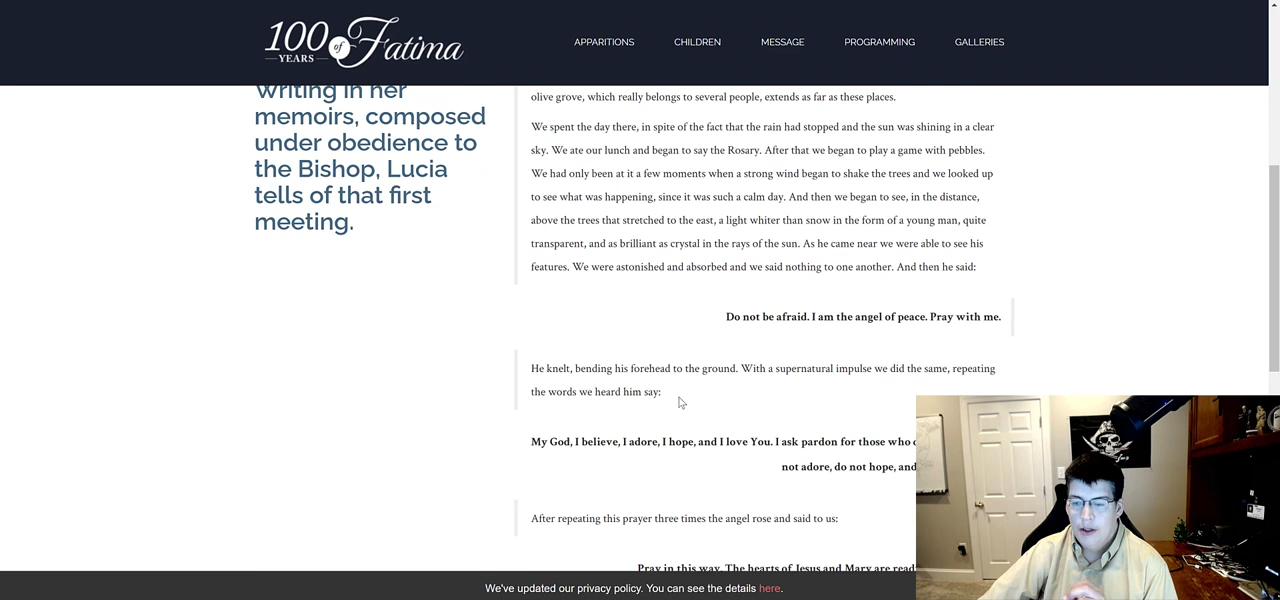 100 of Fatima
YEARS
APPARITIONS CHILDREN MESSAGE PROGRAMMING GALLERIES
Writing in her
memoirs, composed
under obedience to
the Bishop, Lucia
tells of that first
meeting.
olive grove, which really belongs to several people, extends as far as these places.
We spent the day there, in spite of the fact that the rain had stopped and the sun was shining in a clear
sky. We ate our lunch and began to say the Rosary. After that we began to play a game with pebbles.
We had only been at it a few moments when a strong wind began to shake the trees and we looked up
to see what was happening, since it was such a calm day. And then we began to see, in the distance,
above the trees that stretched to the east, a light whiter than snow in the form of a young man, quite
transparent, and as brilliant as crystal in the rays of the sun. As he came near we were able to see his
features. We were astonished and absorbed and we said nothing to one another. And then he said:
Do not be afraid. I am the angel of peace. Pray with me.
He knelt, bending his forehead to the ground. With a supernatural impulse we did the same, repeating
the words we heard him say:
My God, I believe, I adore, I hope, and I love You. I ask pardon for those who
not adore, do not hope, and
After repeating this prayer three times the angel rose and said to us:
Pray in this way. The hearts of Jesus and Mary are
We've updated our privacy policy. You can see the details here.